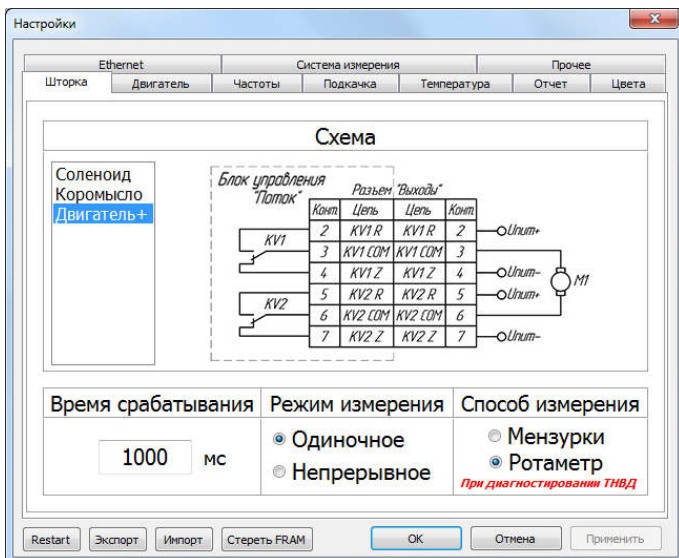 Настройки
Ethernet Система измерения Прочее
Шторка Двигатель Частоты Подкачка Температура Отчет Цвета
Схема
Соленоид
Коромысло
Двигатель+
Блок управления
"Поток"
Разъем "Выходы"
Конт Цепь Цепь Конт
2 KV1 R KV1 R 2 Uпит+
KV1
3 KV1 COM KV1 COM 3
4 KV1 Z KV1 Z 4 Uпит-
M1
5 KV2 R KV2 R 5 Uпит+
KV2
6 KV2 COM KV2 COM 6
7 KV2 Z KV2 Z 7 Uпит-
Время срабатывания Режим измерения Способ измерения
1000 мс
Одиночное
Непрерывное
Мензурки
Ротаметр
При диагностировании ТНВД
Restart Экспорт Импорт Стереть FRAM OK Отмена Применить